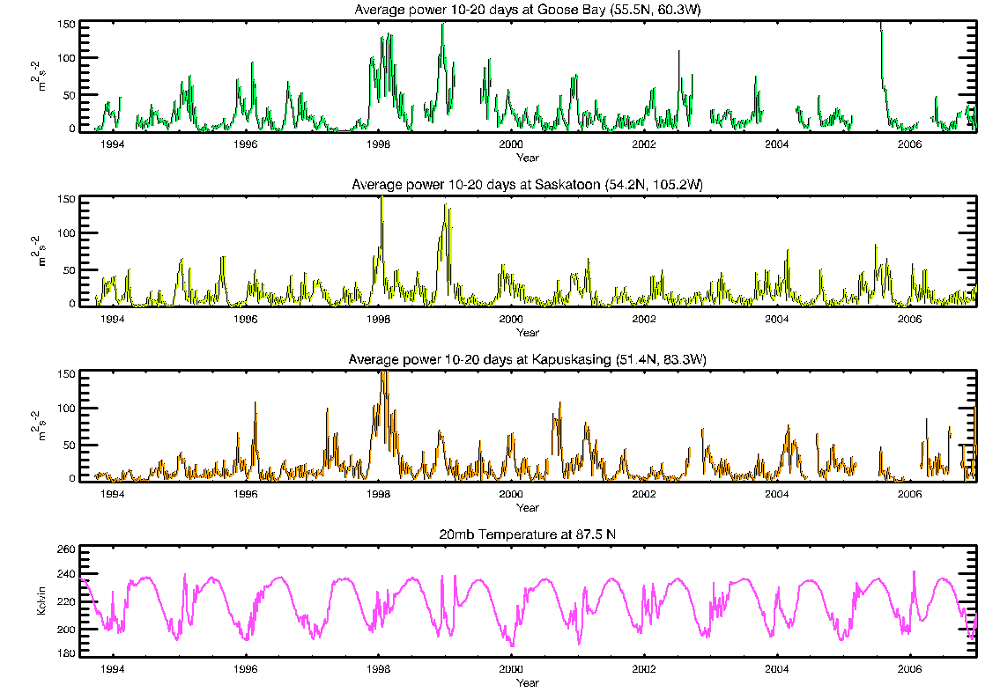 Average power 10-20 days at Goose Bay (55.5N, 60.3W)
150
100
50
0
m2s-2
1994 1996 1998 2000 2002 2004 2006
Year
Average power 10-20 days at Saskatoon (54.2N, 105.2W)
150
100
50
0
m2s-2
1994 1996 1998 2000 2002 2004 2006
Year
Average power 10-20 days at Kapuskasing (51.4N, 83.3W)
150
100
50
0
m2s-2
1994 1996 1998 2000 2002 2004 2006
Year
20mb Temperature at 87.5 N
260
240
220
200
180
Kelvin
1994 1996 1998 2000 2002 2004 2006
Year